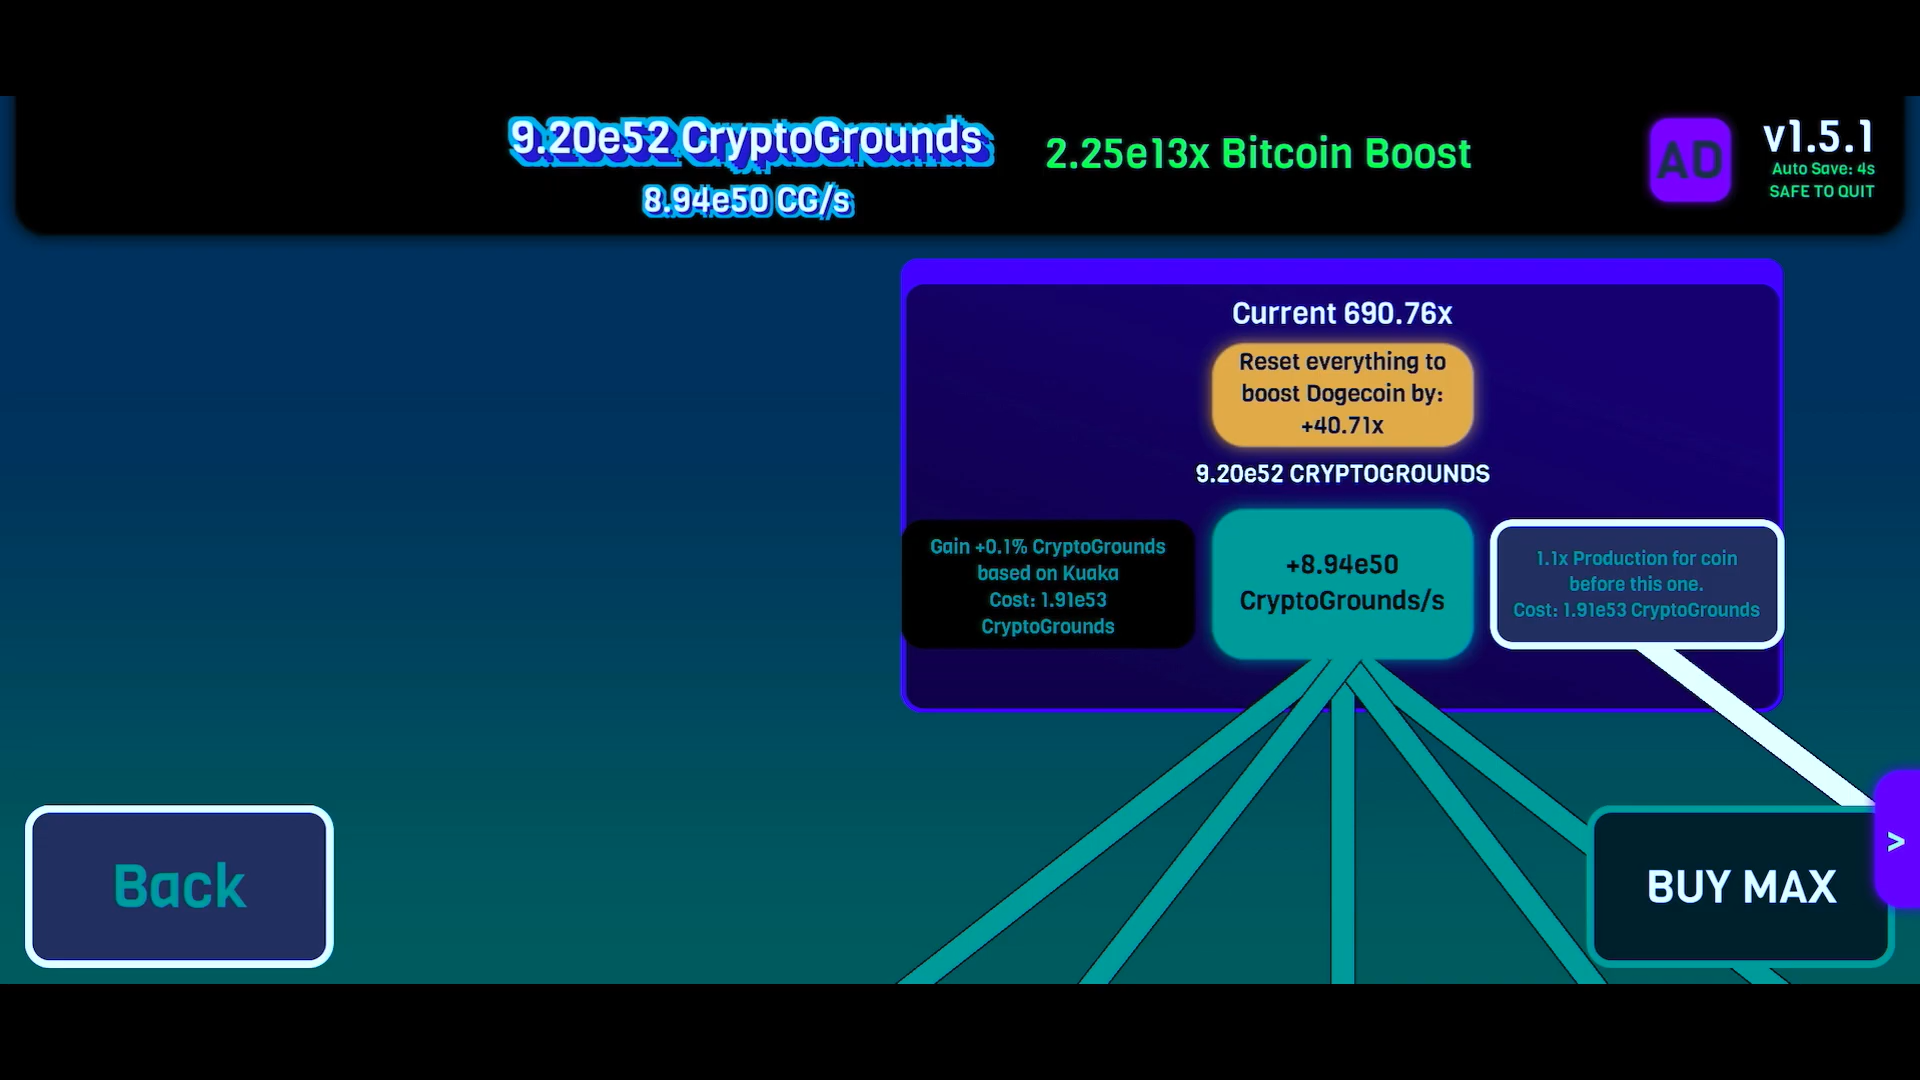 9.20e52 CryptoGrounds
8.94e50 CG/s
2.25e13x Bitcoin Boost
AD
v1.5.1
Auto Save: 4s
SAFE TO QUIT
Current 690.76x
Reset everything to
boost Dogecoin by:
+40.71x
9.20e52 CRYPTOGROUNDS
Gain +0.1% CryptoGrounds
based on Kuaka
Cost: 1.91e53
CryptoGrounds
+8.94e50
CryptoGrounds/s
1.1x Production for coin
before this one.
Cost: 1.91e53 CryptoGrounds
Back
BUY MAX
>